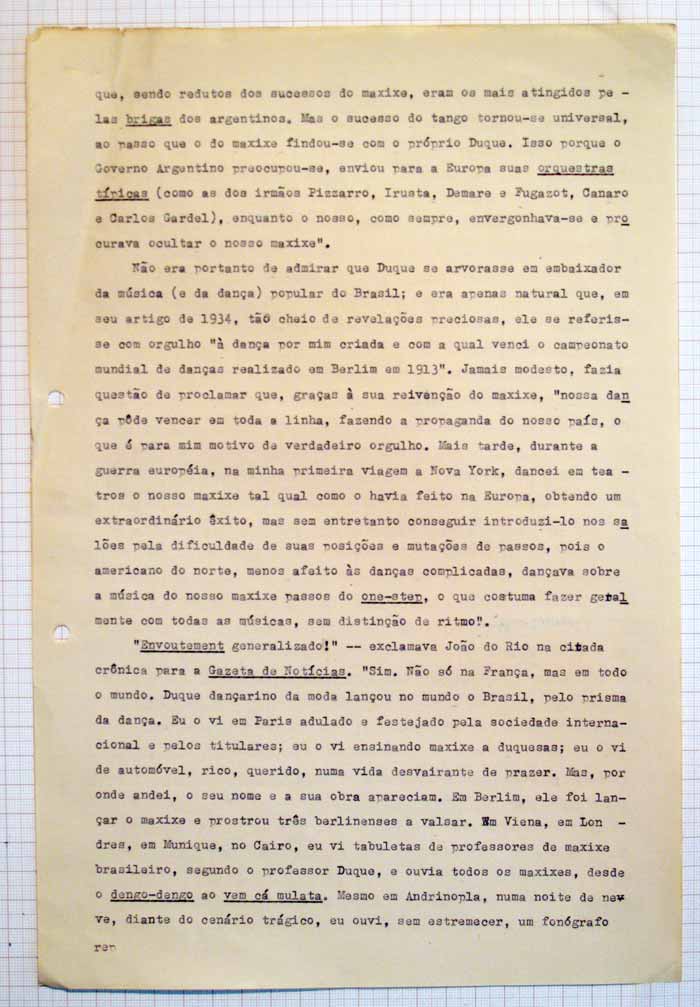 que, sendo redutos dos sucessos do maxixe, eram os mais atingidos pe -
las brigas dos argentinos. Mas o sucesso do tango tornou-se universal,
ao passo que o do maxixe findou-se com o próprio Duque. Isso porque o
Governo Argentino preocupou-se, enviou para a Europa suas orquestras
típicas (como as dos irmãos Pizzarro, Irusta, Demare e Fugazot, Canaro
e Carlos Gardel), enquanto o nosso, como sempre, envergonhava-se e pro
curava ocultar o nosso maxixe".
Não era portanto de admirar que Duque se arvorasse em embaixador
da música (e da dança) popular do Brasil; e era apenas natural que, em
seu artigo de 1934, tão cheio de revelações preciosas, ele se referis-
se com orgulho "à dança por mim criada e com a qual venci o campeonato
mundial de danças realizado em Berlim em 1913". Jamais modesto, fazia
questão de proclamar que, graças à sua reivenção do maxixe, "nossa dan
ça pôde vencer em toda a linha, fazendo a propaganda do nosso país, o
que é para mim motivo de verdadeiro orgulho. Mais tarde, durante a
guerra européia, na minha primeira viagem a Nova York, dancei em tea -
tros o nosso maxixe tal qual como o havia feito na Europa, obtendo um
extraordinário êxito, mas sem entretanto conseguir introduzi-lo nos sa
lões pela dificuldade de suas posições e mutações de passos, pois o
americano do norte, menos afeito às danças complicadas, dançava sobre
a música do nosso maxixe passos do one-step, o que costuma fazer geral
mente com todas as músicas, sem distinção de ritmo".
"Envoutement generalizado!" -- exclamava João do Rio na citada
crônica para a Gazeta de Notícias. "Sim. Não só na França, mas em todo
o mundo. Duque dançarino da moda lançou no mundo o Brasil, pelo prisma
da dança. Eu o vi em Paris adulado e festejado pela sociedade interna-
cional e pelos titulares; eu o vi ensinando maxixe a duquesas; eu o vi
de automóvel, rico, querido, numa vida desvairante de prazer. Mas, por
onde andei, o seu nome e a sua obra apareciam. Em Berlim, ele foi lan-
çar o maxixe e prostrou três berlinenses a valsar. Em Viena, em Lon -
dres, em Munique, no Cairo, eu vi tabuletas de professores de maxixe
brasileiro, segundo o professor Duque, e ouvia todos os maxixes, desde
o dengo-dengo ao vem cá mulata. Mesmo em Andrinopla, numa noite de nev
ve, diante do cenário trágico, eu ouvi, sem estremecer, um fonógrafo
rep